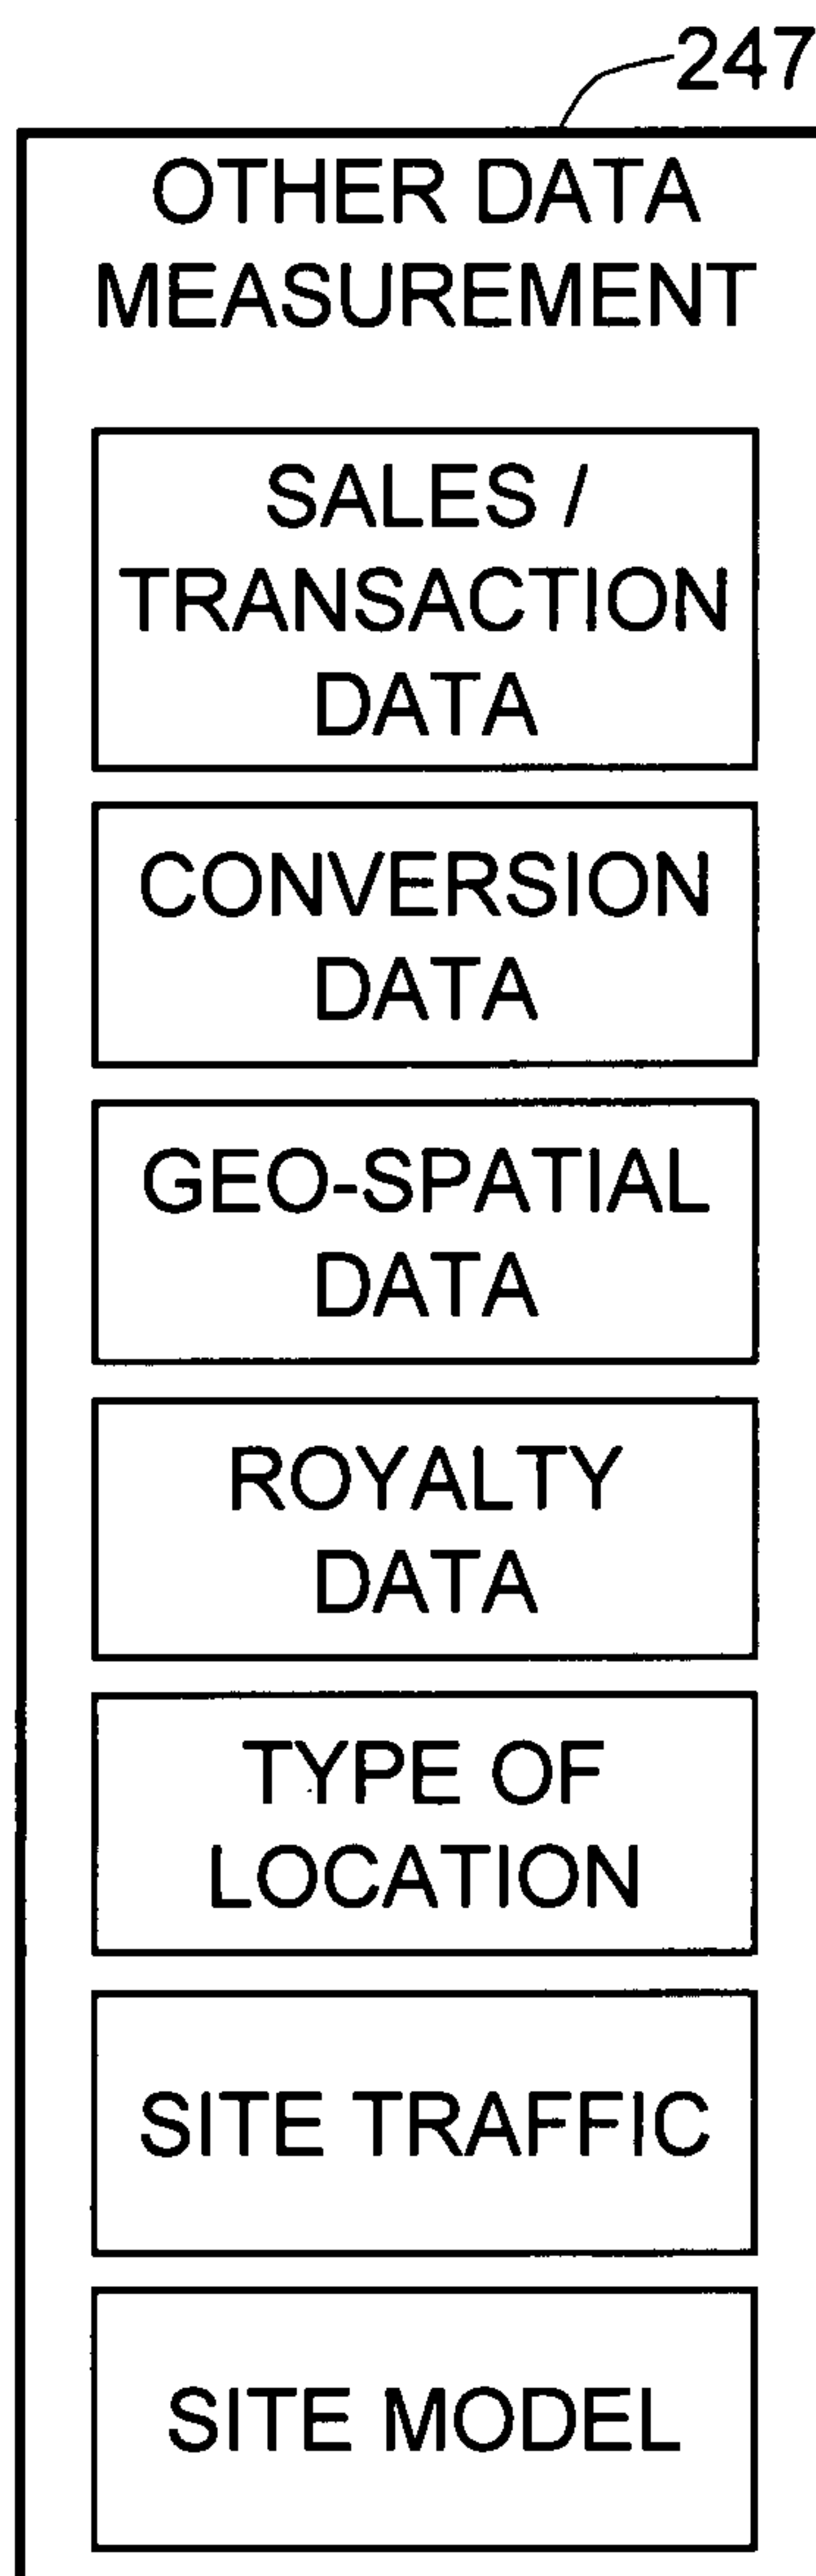 247
OTHER DATA
MEASUREMENT
SALES /
TRANSACTION
DATA
CONVERSION
DATA
GEO-SPATIAL
DATA
ROYALTY
DATA
TYPE OF
LOCATION
SITE TRAFFIC
SITE MODEL